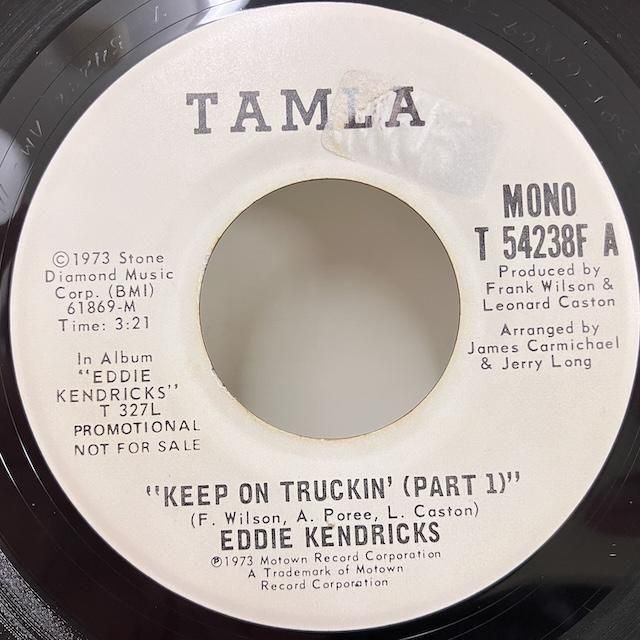 TAMLA
MONO
T 54238F A
Produced by
Frank Wilson &
Leonard Caston
Arranged by
James Carmichael
& Jerry Long
©1973 Stone
Diamond Music
Corp. (BMI)
61869-M
Time: 3:21
In Album
"EDDIE
KENDRICKS"
T 327L
PROMOTIONAL
NOT FOR SALE
"KEEP ON TRUCKIN' (PART 1)"
(F. Wilson, A. Poree, L. Caston)
EDDIE KENDRICKS
℗1973 Motown Record Corporation
A Trademark of Motown
Record Corporation